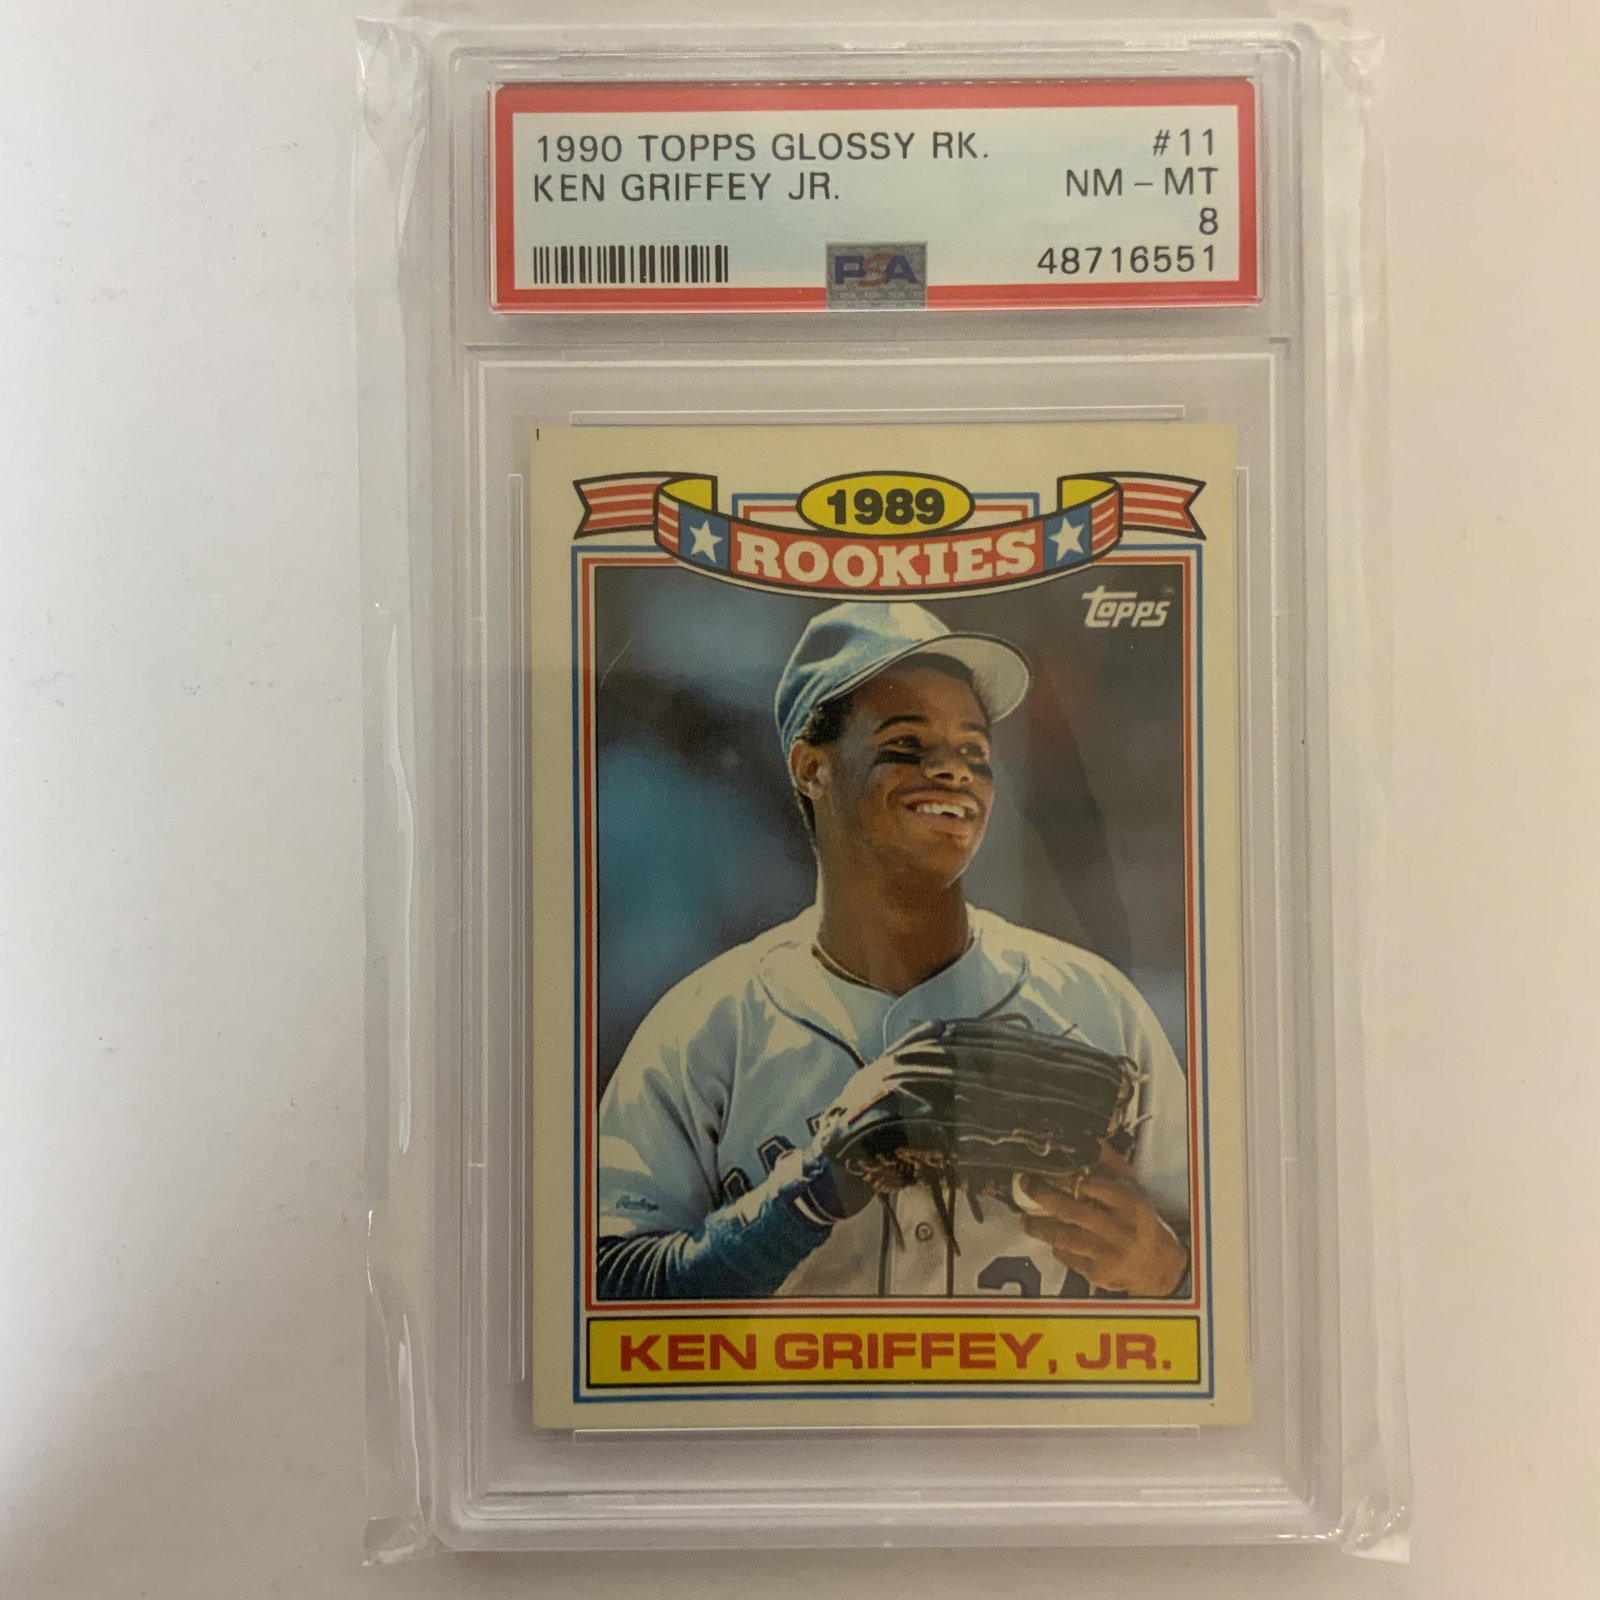 1990 TOPPS GLOSSY RK. #11
KEN GRIFFEY JR. NM - MT
8
PSA 48716551
1989
ROOKIES
TOPPS
KEN GRIFFEY, JR.